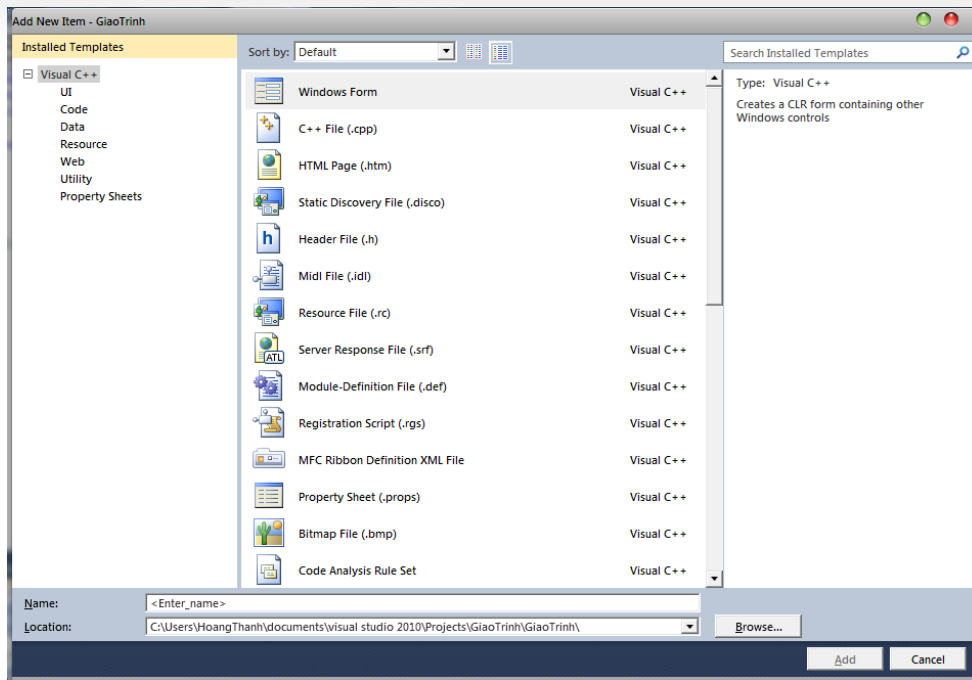 Add New Item - GiaoTrinh
Installed Templates
Visual C++
UI
Code
Data
Resource
Web
Utility
Property Sheets
Sort by: Default
Windows Form Visual C++
C++ File (.cpp) Visual C++
HTML Page (.htm) Visual C++
Static Discovery File (.disco) Visual C++
Header File (.h) Visual C++
Midl File (.idl) Visual C++
Resource File (.rc) Visual C++
ATL
Server Response File (.srf) Visual C++
Module-Definition File (.def) Visual C++
Registration Script (.rgs) Visual C++
MFC Ribbon Definition XML File Visual C++
Property Sheet (.props) Visual C++
Bitmap File (.bmp) Visual C++
Code Analysis Rule Set Visual C++
Search Installed Templates
Type: Visual C++
Creates a CLR form containing other
Windows controls
Name: <Enter_name>
Location: C:\Users\HoangThanh\documents\visual studio 2010\Projects\GiaoTrinh\GiaoTrinh\
Browse...
Add Cancel